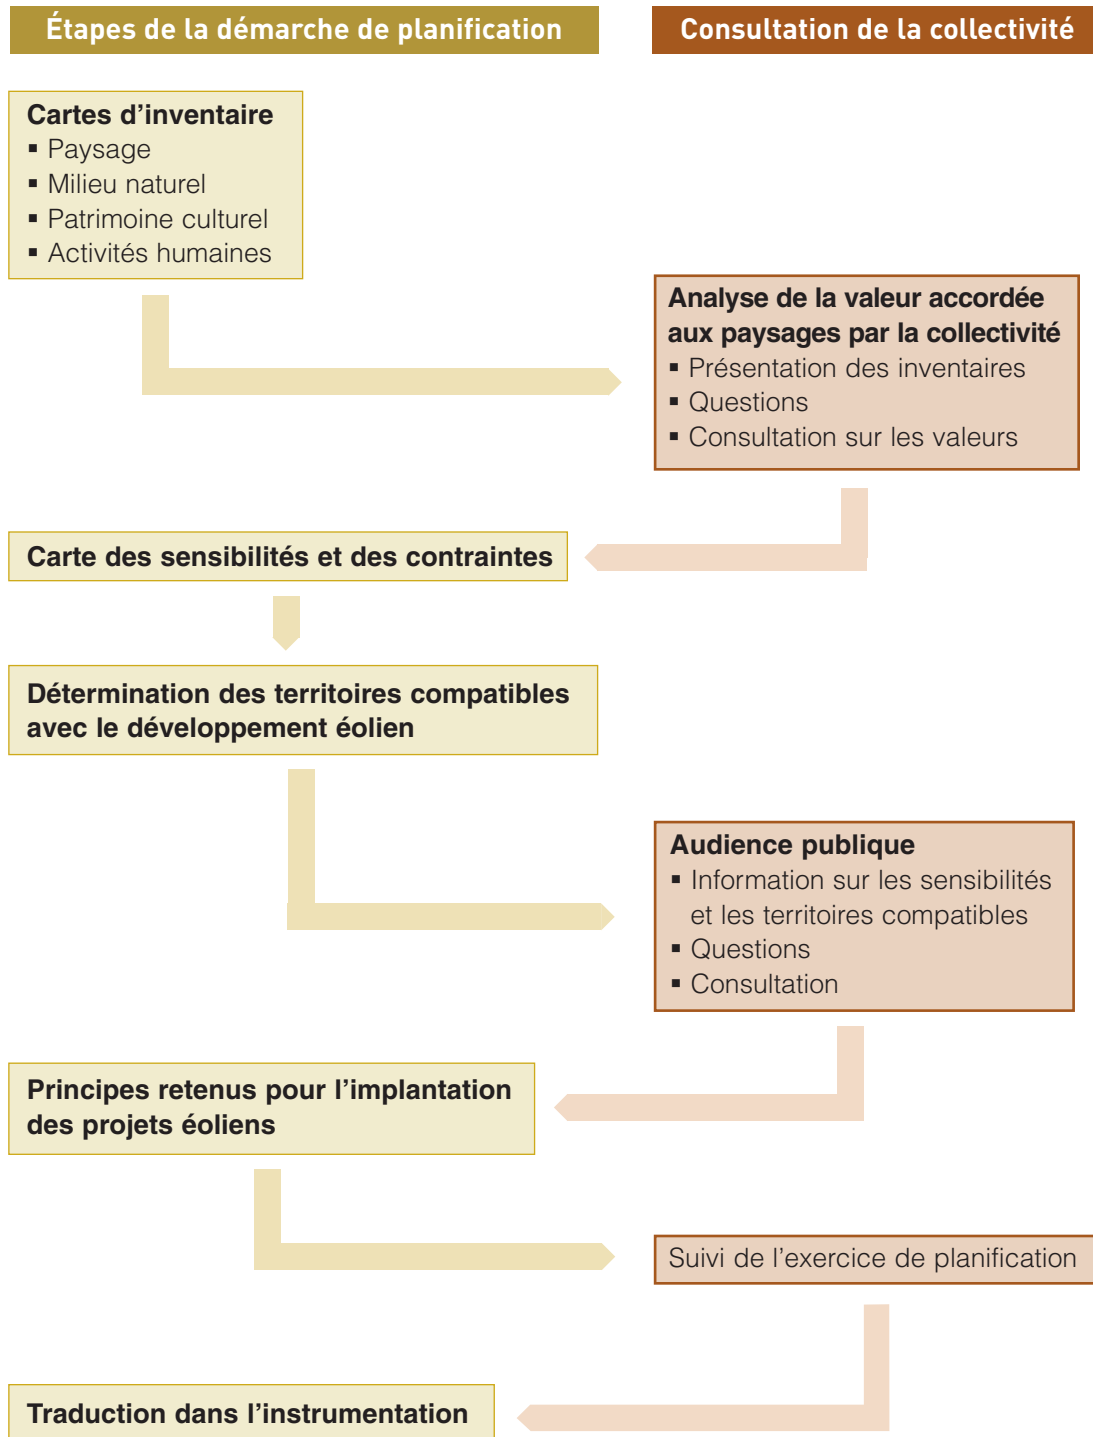 Étapes de la démarche de planification
Consultation de la collectivité
Cartes d’inventaire
▪ Paysage
▪ Milieu naturel
▪ Patrimoine culturel
▪ Activités humaines
Analyse de la valeur accordée
aux paysages par la collectivité
▪ Présentation des inventaires
▪ Questions
▪ Consultation sur les valeurs
Carte des sensibilités et des contraintes
Détermination des territoires compatibles
avec le développement éolien
Audience publique
▪ Information sur les sensibilités
et les territoires compatibles
▪ Questions
▪ Consultation
Principes retenus pour l’implantation
des projets éoliens
Suivi de l’exercice de planification
Traduction dans l’instrumentation